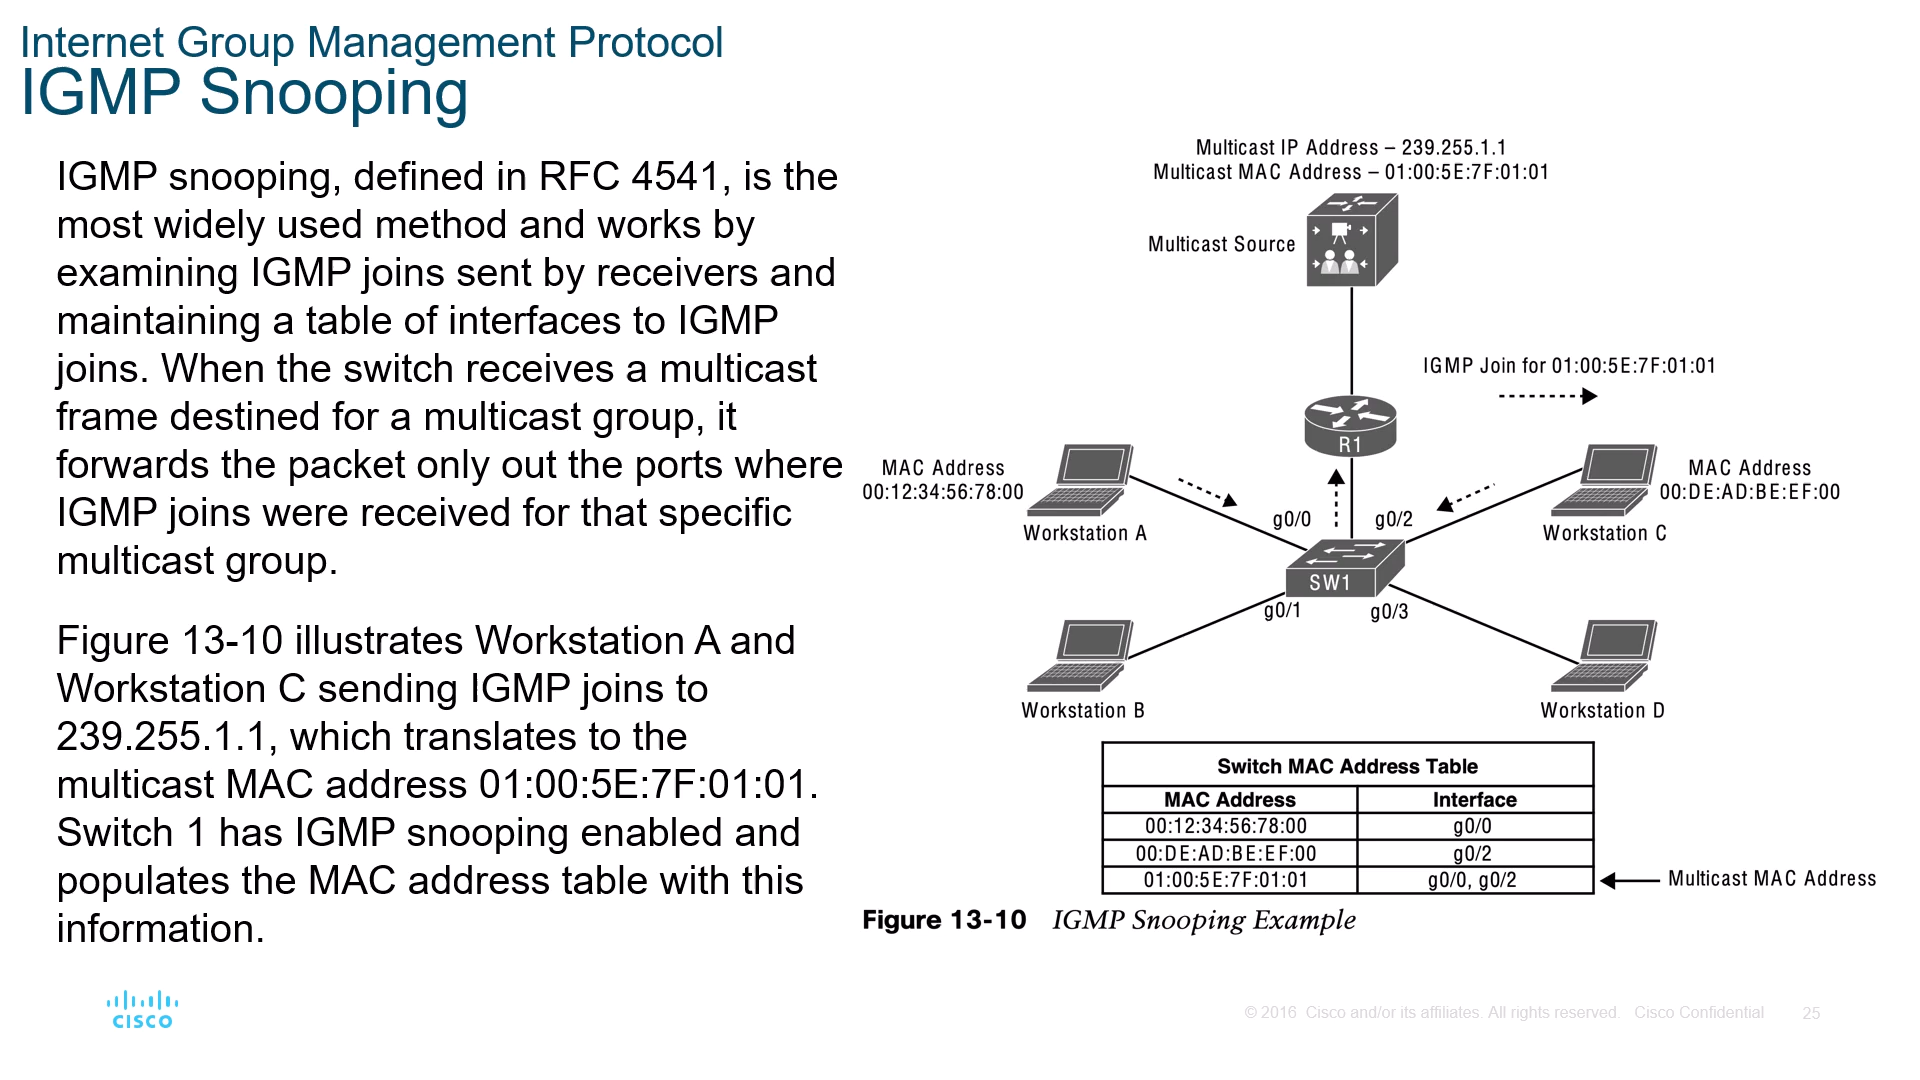 Internet Group Management Protocol
IGMP Snooping
IGMP snooping, defined in RFC 4541, is the
most widely used method and works by
examining IGMP joins sent by receivers and
maintaining a table of interfaces to IGMP
joins. When the switch receives a multicast
frame destined for a multicast group, it
forwards the packet only out the ports where
IGMP joins were received for that specific
multicast group.
Figure 13-10 illustrates Workstation A and
Workstation C sending IGMP joins to
239.255.1.1, which translates to the
multicast MAC address 01:00:5E:7F:01:01.
Switch 1 has IGMP snooping enabled and
populates the MAC address table with this
information.
Multicast IP Address – 239.255.1.1
Multicast MAC Address – 01:00:5E:7F:01:01
Multicast Source
IGMP Join for 01:00:5E:7F:01:01
R1
MAC Address
00:12:34:56:78:00
Workstation A
MAC Address
00:DE:AD:BE:EF:00
Workstation C
g0/0
g0/2
SW1
g0/1
g0/3
Workstation B
Workstation D
Switch MAC Address Table
MAC Address Interface
00:12:34:56:78:00 g0/0
00:DE:AD:BE:EF:00 g0/2
01:00:5E:7F:01:01 g0/0, g0/2
Multicast MAC Address
Figure 13-10 IGMP Snooping Example
CISCO
© 2016 Cisco and/or its affiliates. All rights reserved. Cisco Confidential
25